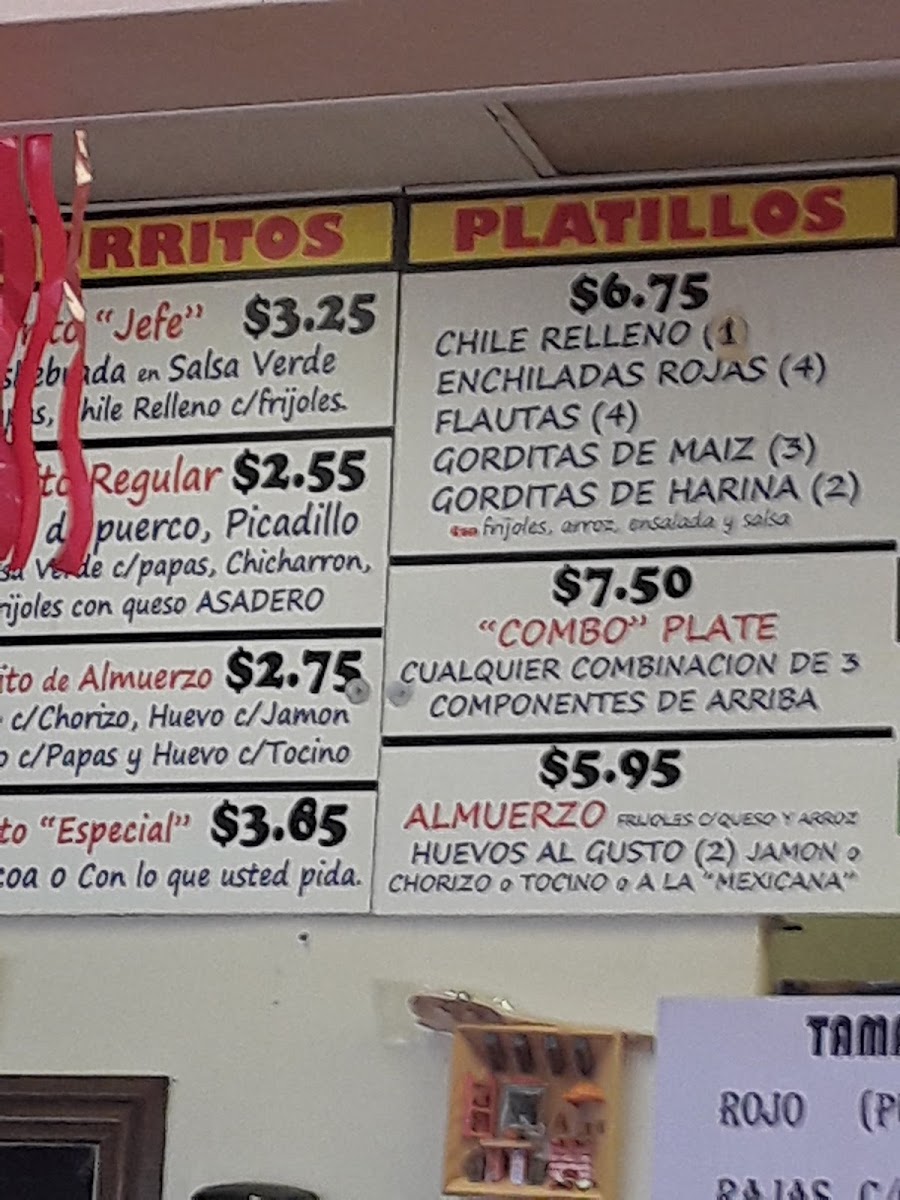 RRITOS
"Jefe" $3.25
en Salsa Verde
Chile Relleno c/frijoles.
Regular $2.55
puerco, Picadillo
c/papas, Chicharron,
rijoles con queso ASADERO
ito de Almuerzo $2.75
c/Chorizo, Huevo c/Jamon
o c/Papas y Huevo c/Tocino
to "Especial" $3.65
coa o Con lo que usted pida.
PLATILLOS
$6.75
CHILE RELLENO (1)
ENCHILADAS ROJAS (4)
FLAUTAS (4)
GORDITAS DE MAIZ (3)
GORDITAS DE HARINA (2)
frijoles, arroz, ensalada y salsa
$7.50
"COMBO" PLATE
CUALQUIER COMBINACION DE 3
COMPONENTES DE ARRIBA
$5.95
ALMUERZO FRIJOLES C/QUESO Y ARROZ
HUEVOS AL GUSTO (2) JAMON o
CHORIZO o TOCINO o A LA "MEXICANA"
TAMA
ROJO (P
RAJAS C/